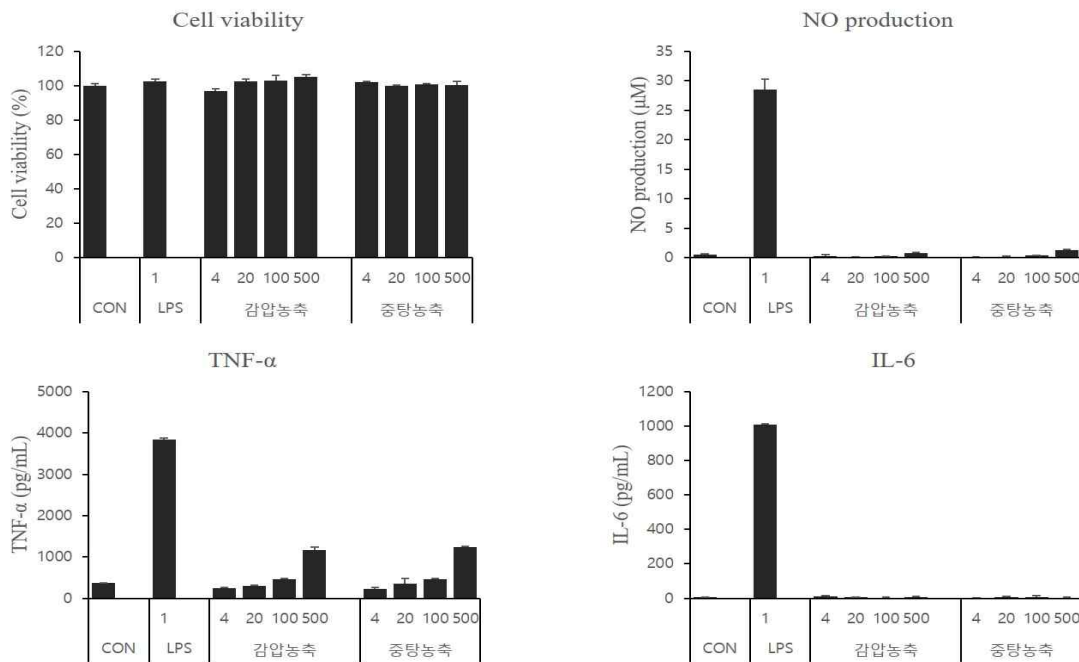 Cell viability
Cell viability (%)
120
100
80
60
40
20
0
1 4 20 100 500 4 20 100 500
CON LPS 감압농축 중탕농축
NO production
NO production (μM)
35
30
25
20
15
10
5
0
1 4 20 100 500 4 20 100 500
CON LPS 감압농축 중탕농축
TNF-α
TNF-α (pg/mL)
5000
4000
3000
2000
1000
0
1 4 20 100 500 4 20 100 500
CON LPS 감압농축 중탕농축
IL-6
IL-6 (pg/mL)
1200
1000
800
600
400
200
0
1 4 20 100 500 4 20 100 500
CON LPS 감압농축 중탕농축